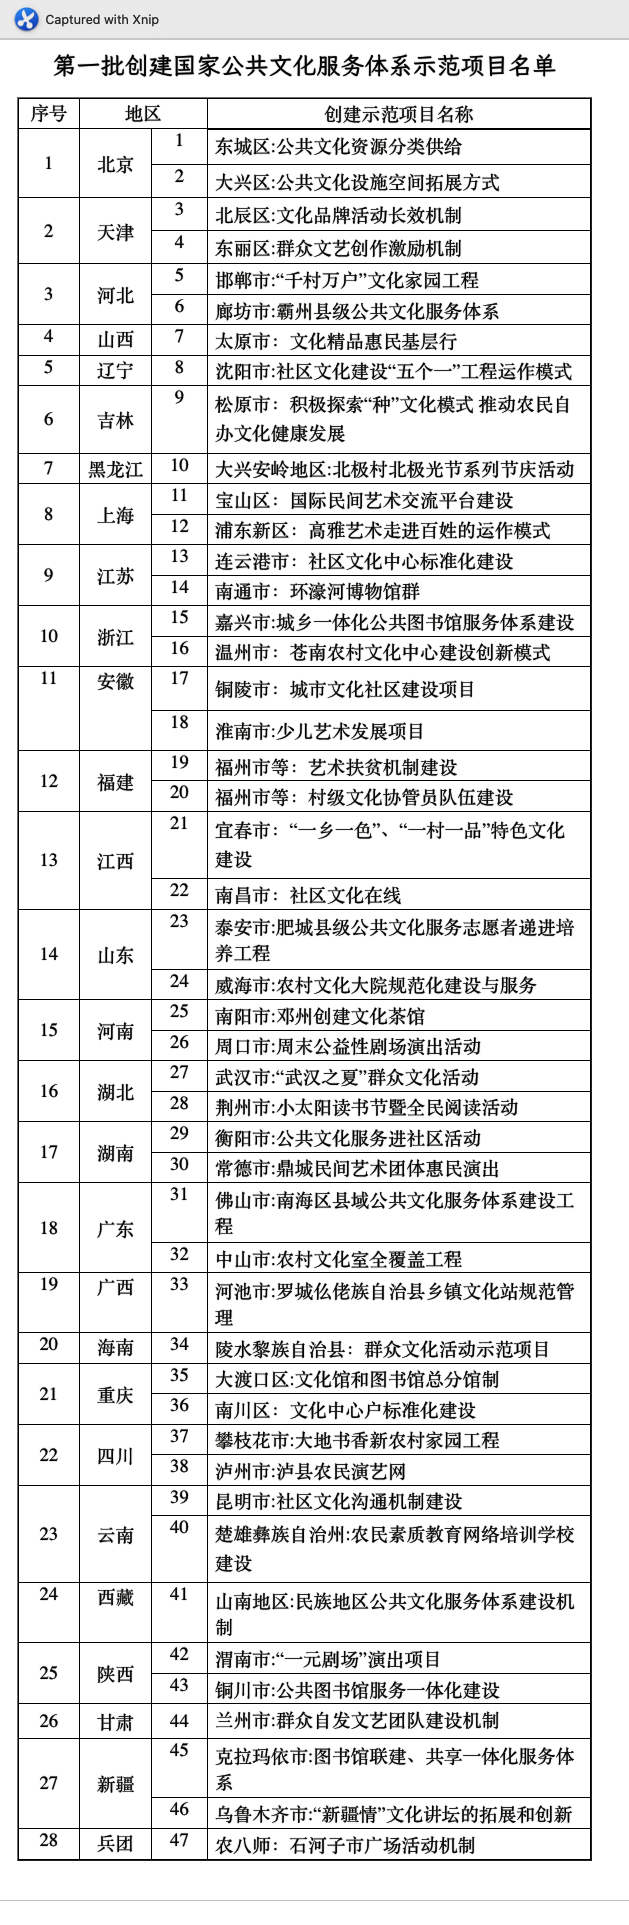 Captured with Xnip
第一批创建国家公共文化服务体系示范项目名单
序号 地区 创建示范项目名称
1 北京 1 东城区:公共文化资源分类供给
2 大兴区:公共文化设施空间拓展方式
2 天津 3 北辰区:文化品牌活动长效机制
4 东丽区:群众文艺创作激励机制
3 河北 5 邯郸市:“千村万户”文化家园工程
6 廊坊市:霸州县级公共文化服务体系
4 山西 7 太原市：文化精品惠民基层行
5 辽宁 8 沈阳市:社区文化建设“五个一”工程运作模式
6 吉林 9 松原市：积极探索“种”文化模式 推动农民自
办文化健康发展
7 黑龙江 10 大兴安岭地区:北极村北极光节系列节庆活动
8 上海 11 宝山区：国际民间艺术交流平台建设
12 浦东新区：高雅艺术走进百姓的运作模式
9 江苏 13 连云港市：社区文化中心标准化建设
14 南通市：环濠河博物馆群
10 浙江 15 嘉兴市:城乡一体化公共图书馆服务体系建设
16 温州市：苍南农村文化中心建设创新模式
11 安徽 17 铜陵市：城市文化社区建设项目
18 淮南市:少儿艺术发展项目
12 福建 19 福州市等：艺术扶贫机制建设
20 福州市等：村级文化协管员队伍建设
13 江西 21 宜春市：“一乡一色”、“一村一品”特色文化
建设
22 南昌市：社区文化在线
14 山东 23 泰安市:肥城县级公共文化服务志愿者递进培
养工程
24 威海市:农村文化大院规范化建设与服务
15 河南 25 南阳市:邓州创建文化茶馆
26 周口市:周末公益性剧场演出活动
16 湖北 27 武汉市:“武汉之夏”群众文化活动
28 荆州市:小太阳读书节暨全民阅读活动
17 湖南 29 衡阳市:公共文化服务进社区活动
30 常德市:鼎城民间艺术团体惠民演出
18 广东 31 佛山市:南海区县域公共文化服务体系建设工
程
32 中山市:农村文化室全覆盖工程
19 广西 33 河池市:罗城仫佬族自治县乡镇文化站规范管
理
20 海南 34 陵水黎族自治县：群众文化活动示范项目
21 重庆 35 大渡口区:文化馆和图书馆总分馆制
36 南川区：文化中心户标准化建设
22 四川 37 攀枝花市:大地书香新农村家园工程
38 泸州市:泸县农民演艺网
23 云南 39 昆明市:社区文化沟通机制建设
40 楚雄彝族自治州:农民素质教育网络培训学校
建设
24 西藏 41 山南地区:民族地区公共文化服务体系建设机
制
25 陕西 42 渭南市:“一元剧场”演出项目
43 铜川市:公共图书馆服务一体化建设
26 甘肃 44 兰州市:群众自发文艺团队建设机制
27 新疆 45 克拉玛依市:图书馆联建、共享一体化服务体
系
46 乌鲁木齐市:“新疆情”文化讲坛的拓展和创新
28 兵团 47 农八师：石河子市广场活动机制